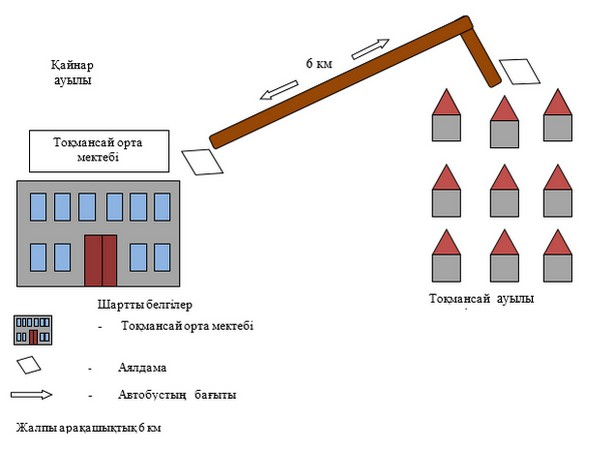 Қайнар
ауылы
6 км
Тоқмансай орта
мектебі
Тоқмансай ауылы
Шартты белгілер
- Тоқмансай орта мектебі
- Аялдама
- Автобустың бағыты
Жалпы арақашықтық 6 км